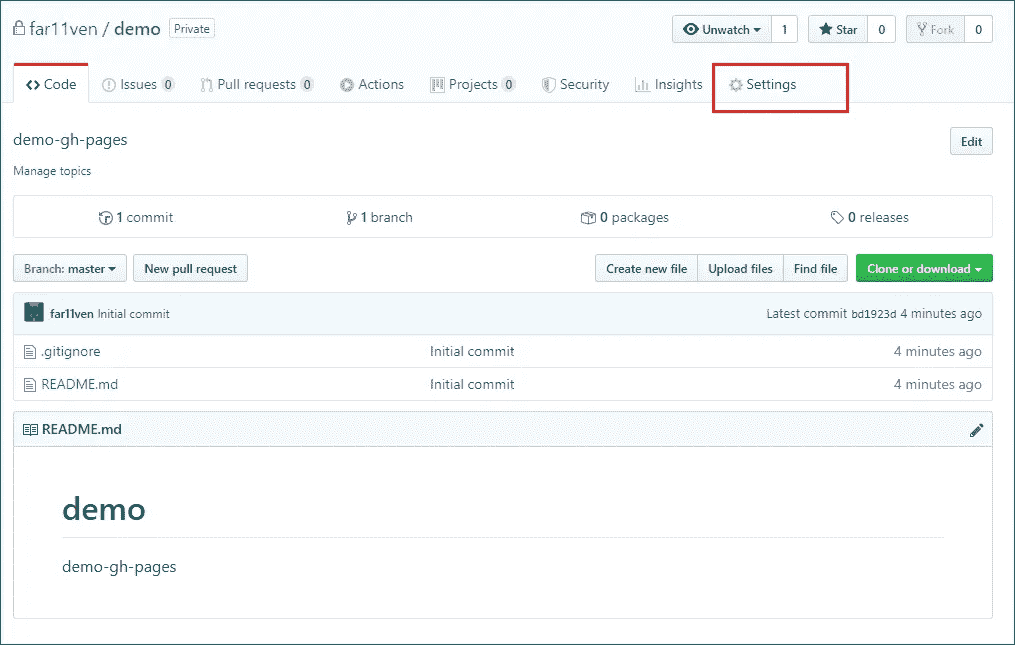 far11ven / demo Private Unwatch 1 Star 0 Fork 0
Code Issues 0 Pull requests 0 Actions Projects 0 Security Insights Settings
demo-gh-pages Edit
Manage topics
1 commit 1 branch 0 packages 0 releases
Branch: master New pull request Create new file Upload files Find file Clone or download
far11ven Initial commit Latest commit bd1923d 4 minutes ago
.gitignore Initial commit 4 minutes ago
README.md Initial commit 4 minutes ago
README.md
demo
demo-gh-pages